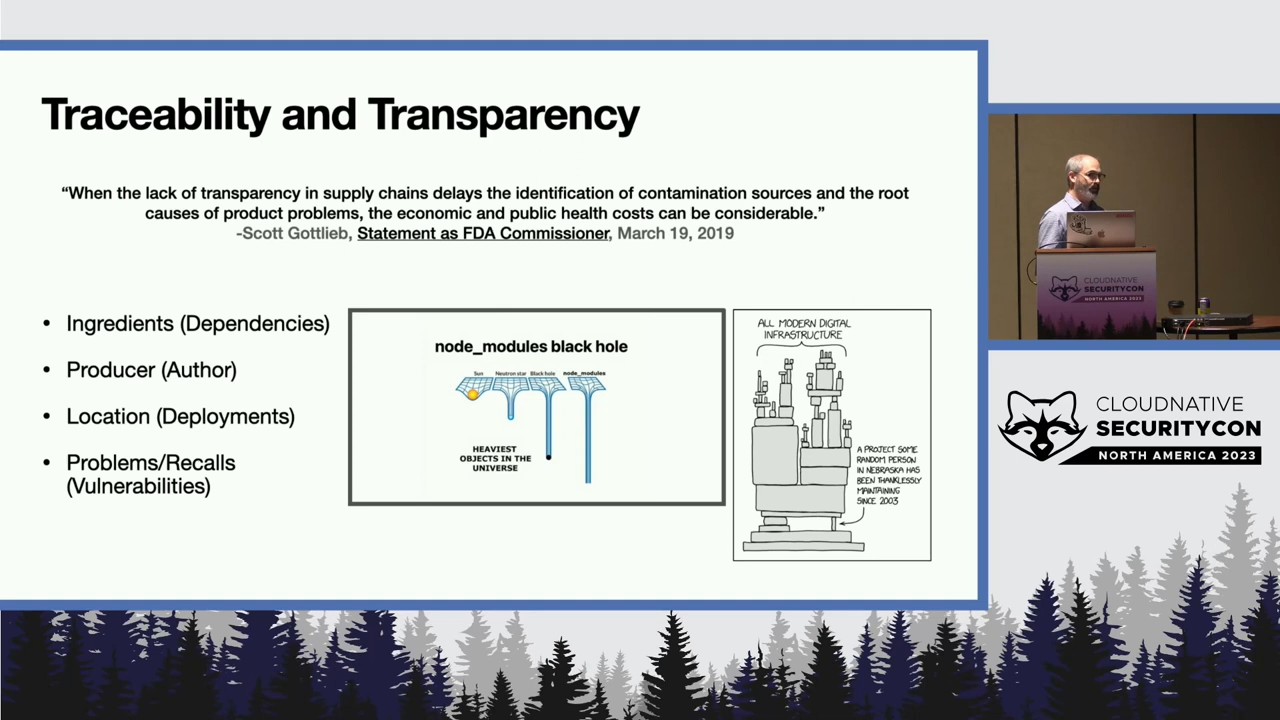 Traceability and Transparency
“When the lack of transparency in supply chains delays the identification of contamination sources and the root
causes of product problems, the economic and public health costs can be considerable.”
-Scott Gottlieb, Statement as FDA Commissioner, March 19, 2019
• Ingredients (Dependencies)
• Producer (Author)
• Location (Deployments)
• Problems/Recalls
(Vulnerabilities)
node_modules black hole
Sun Neutron star Black hole node_modules
HEAVIEST
OBJECTS IN THE
UNIVERSE
ALL MODERN DIGITAL
INFRASTRUCTURE
A PROJECT SOME
RANDOM PERSON
IN NEBRASKA HAS
BEEN THANKLESSLY
MAINTAINING
SINCE 2003
CLOUDNATIVE
SECURITYCON
NORTH AMERICA 2023
CLOUDNATIVE
SECURITYCON
NORTH AMERICA 2023